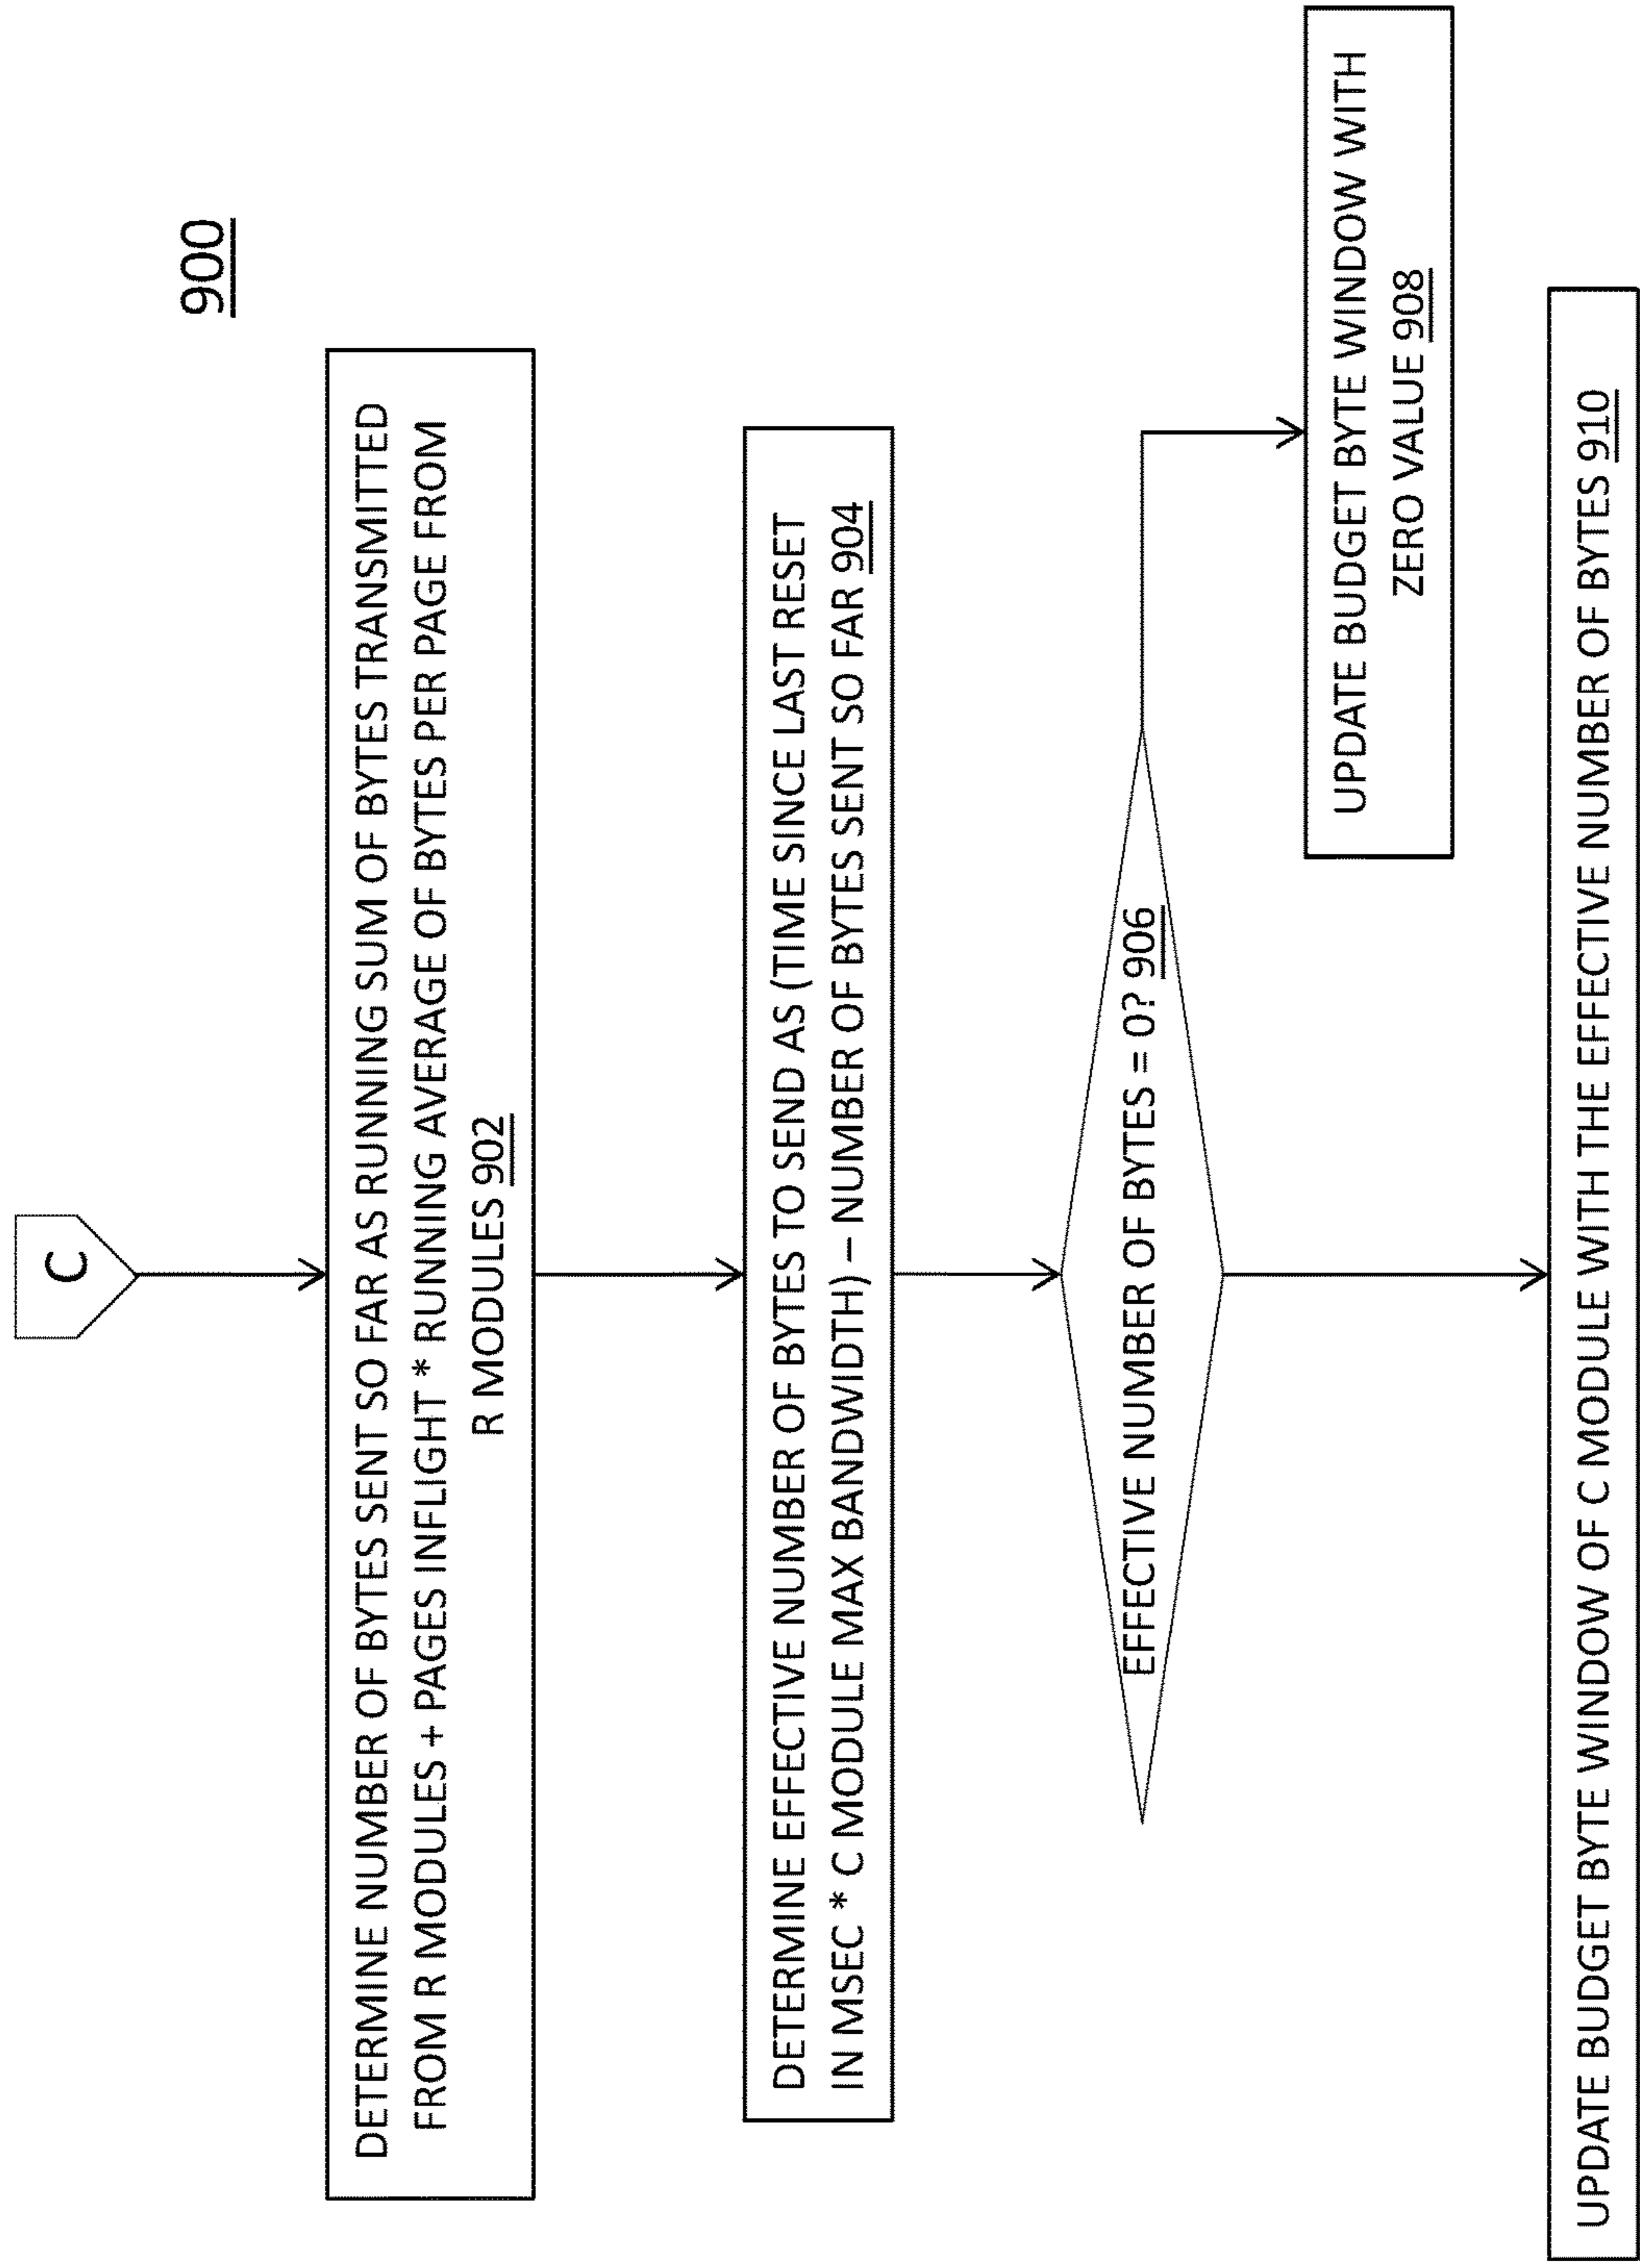 900
C
DETERMINE NUMBER OF BYTES SENT SO FAR AS RUNNING SUM OF BYTES TRANSMITTED
FROM R MODULES + PAGES INFLIGHT * RUNNING AVERAGE OF BYTES PER PAGE FROM
R MODULES 902
DETERMINE EFFECTIVE NUMBER OF BYTES TO SEND AS (TIME SINCE LAST RESET
IN MSEC * C MODULE MAX BANDWIDTH) – NUMBER OF BYTES SENT SO FAR 904
EFFECTIVE NUMBER OF BYTES = 0? 906
UPDATE BUDGET BYTE WINDOW WITH
ZERO VALUE 908
UPDATE BUDGET BYTE WINDOW OF C MODULE WITH THE EFFECTIVE NUMBER OF BYTES 910